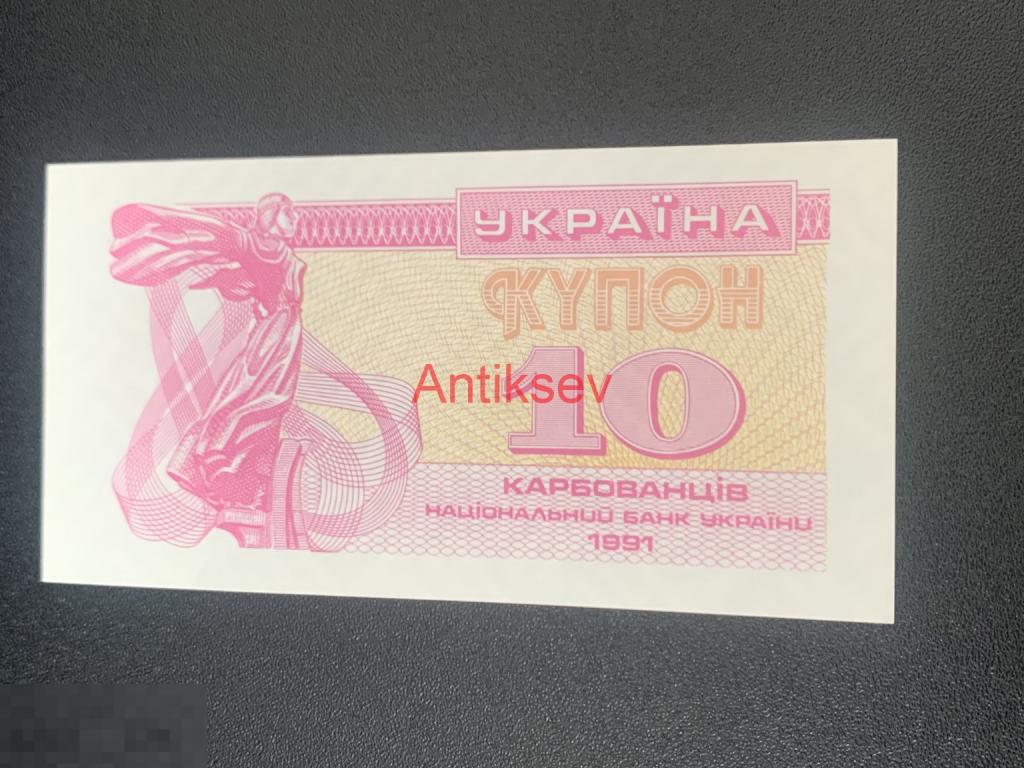 УКРАЇНА
КУПОН
Antiksev
10
КАРБОВАНЦІВ
НАЦІОНАЛЬНИЙ БАНК УКРАЇНИ
1991